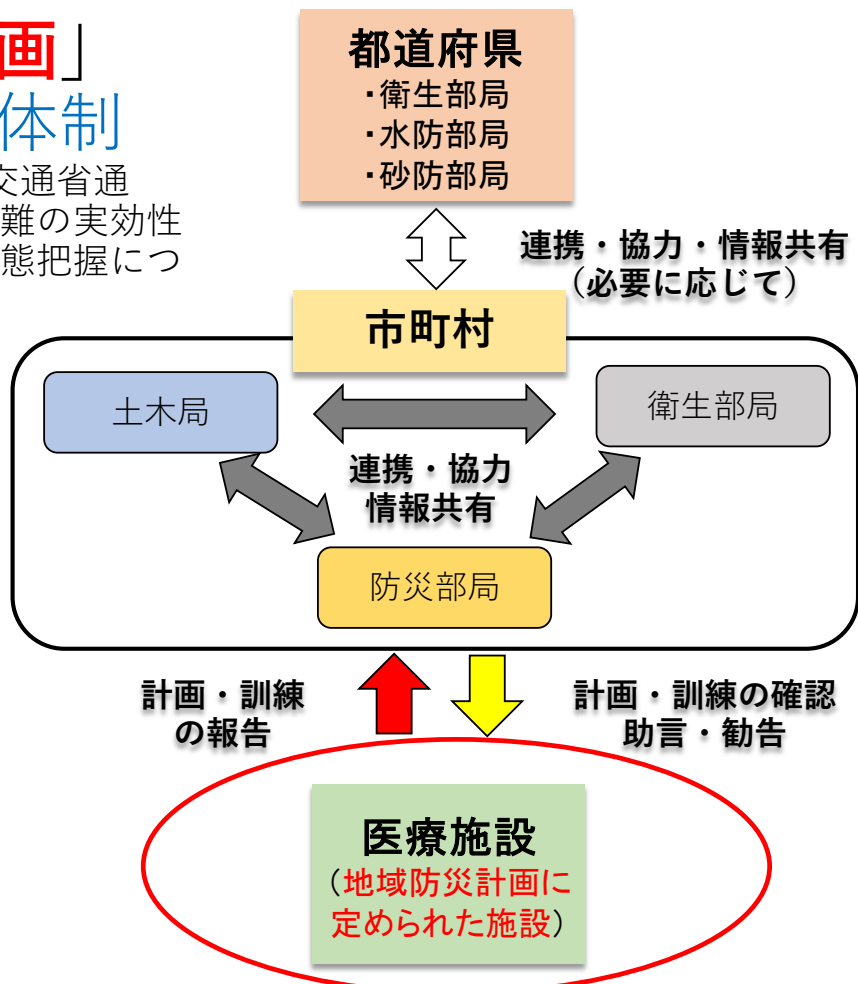 画」
体制
交通省通
難の実効性
態把握につ
都道府県
・衛生部局
・水防部局
・砂防部局
連携・協力・情報共有
（必要に応じて）
市町村
土木局
衛生部局
連携・協力
情報共有
防災部局
計画・訓練
の報告
計画・訓練の確認
助言・勧告
医療施設
（地域防災計画に
定められた施設）